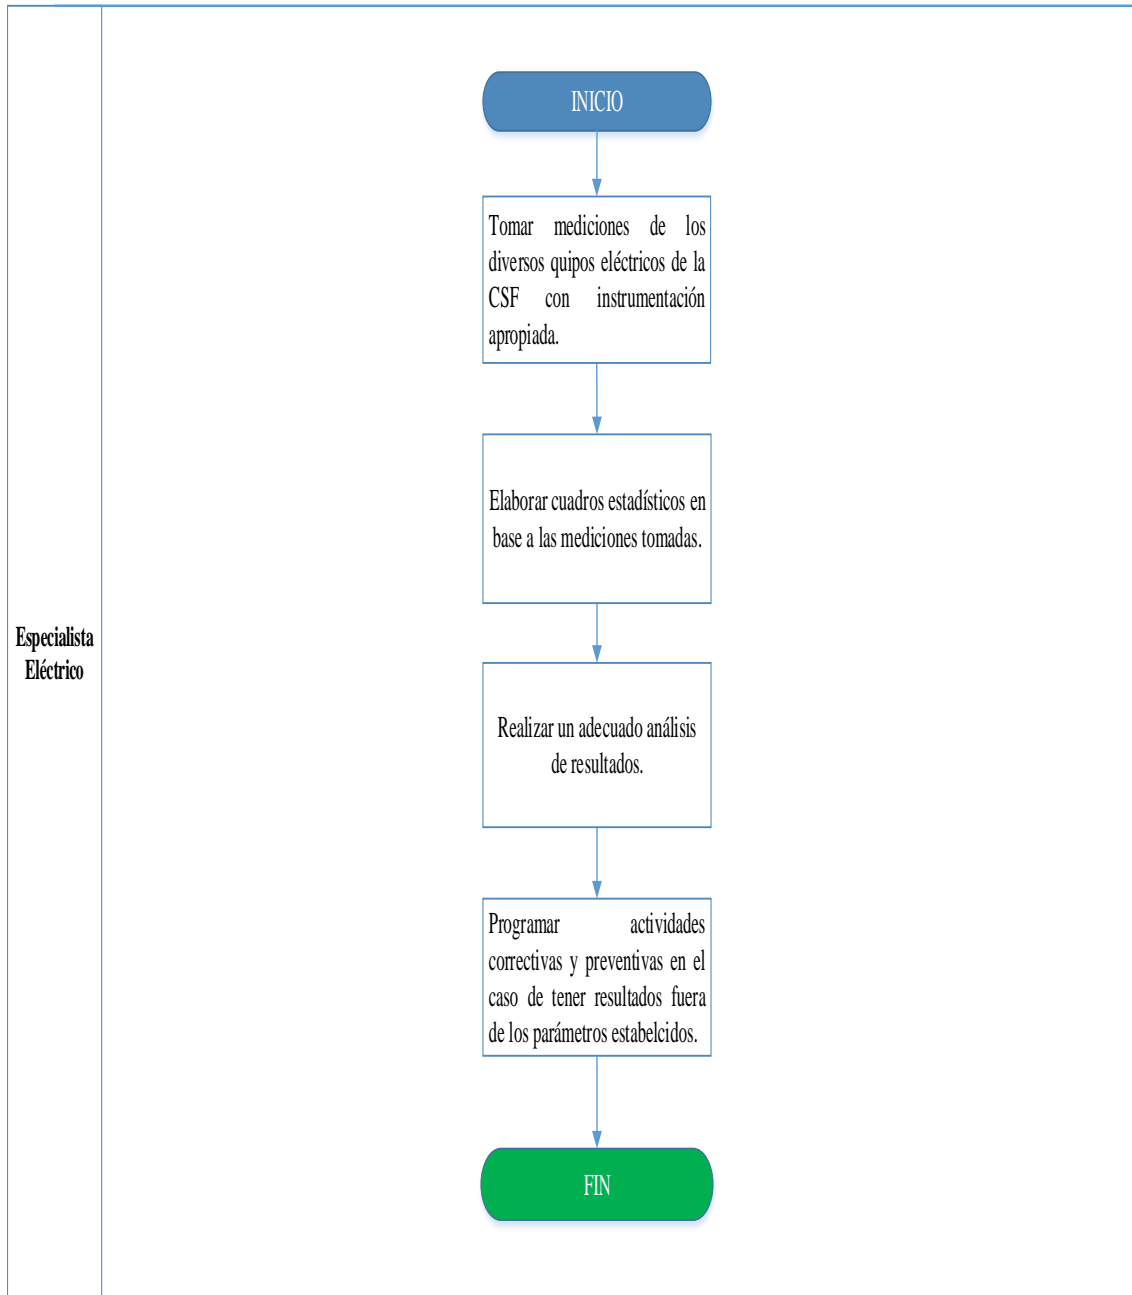 INICIO
Tomar mediciones de los
diversos quipos eléctricos de la
CSF con instrumentación
apropiada.
Elaborar cuadros estadísticos en
base a las mediciones tomadas.
Especialista
Eléctrico
Realizar un adecuado análisis
de resultados.
Programar actividades
correctivas y preventivas en el
caso de tener resultados fuera
de los parámetros estabelcidos.
FIN